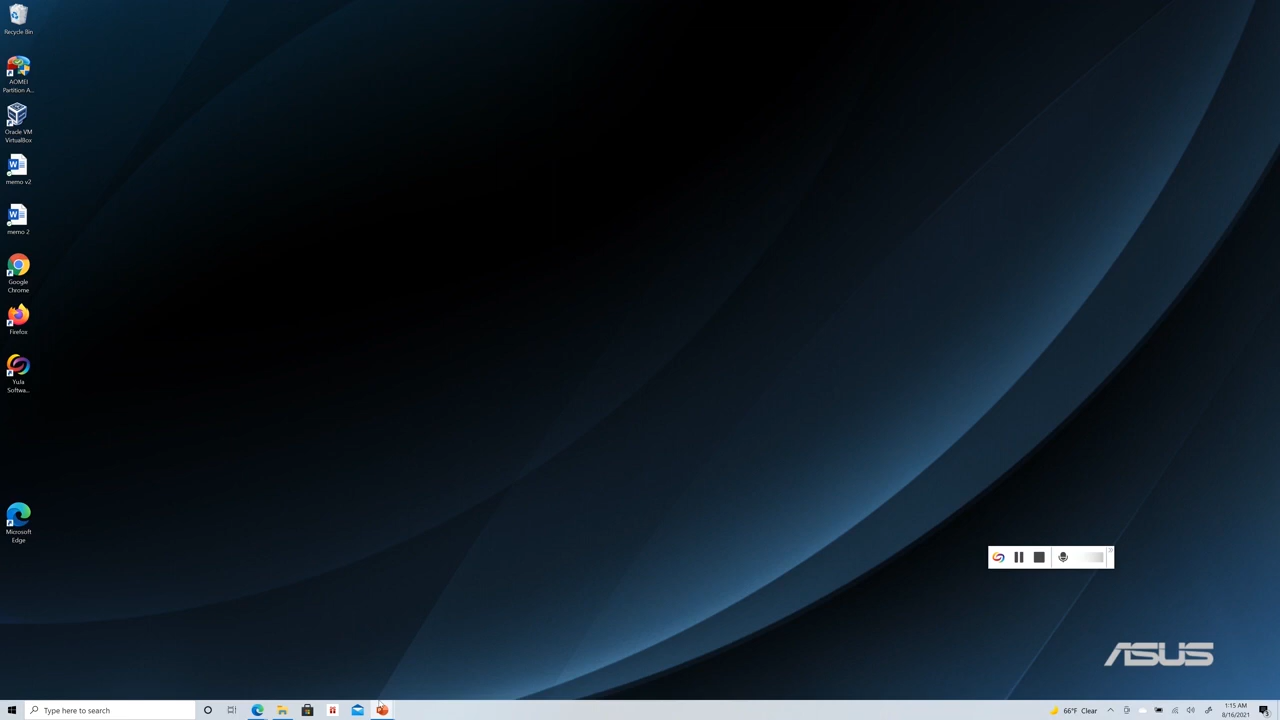 Recycle Bin
AOMEI
Partition A...
Oracle VM
VirtualBox
memo v2
memo 2
Google
Chrome
Firefox
YuJa
Softwa...
Microsoft
Edge
ASUS
Type here to search
66°F Clear
1:15 AM
8/16/2021